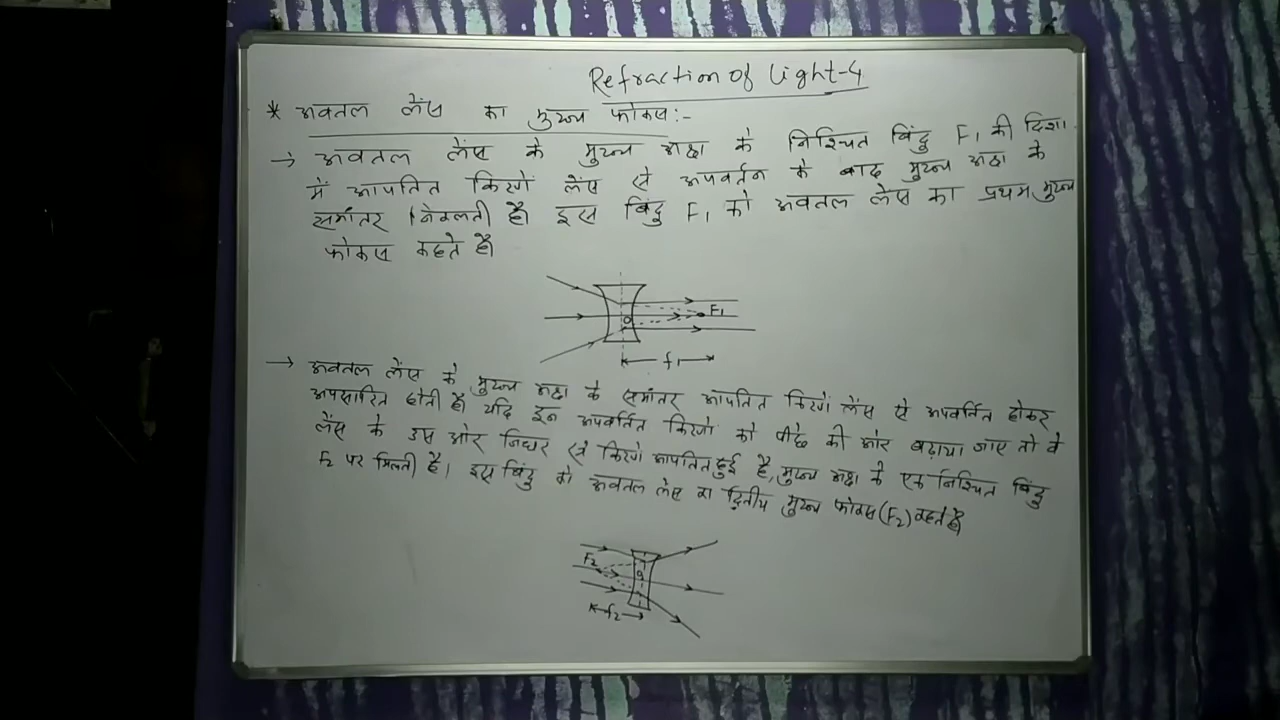 Refraction of light-4
* अवतल लेंस का मुख्य फोकस:-
→ अवतल लेंस के मुख्य अक्ष के निश्चित बिंदु F₁ की दिशा
में आपतित किरणें लेंस से अपवर्तन के बाद मुख्य अक्ष के
समांतर निकलती है। इस बिंदु F₁ को अवतल लेंस का प्रथम मुख्य
फोकस कहते है।
F₁
O
f₁
→ अवतल लेंस के मुख्य अक्ष के समांतर आपतित किरणें लेंस से अपवर्तित होकर
अपसारित होती है। यदि इन अपवर्तित किरणों को पीछे की ओर बढ़ाया जाए तो वे
लेंस के उस ओर जिधर से किरणें आपतित हुई है, मुख्य अक्ष के एक निश्चित बिंदु
F₂ पर मिलती है। इस बिंदु को अवतल लेंस का द्वितीय मुख्य फोकस (F₂) कहते है।
F₂
O
f₂